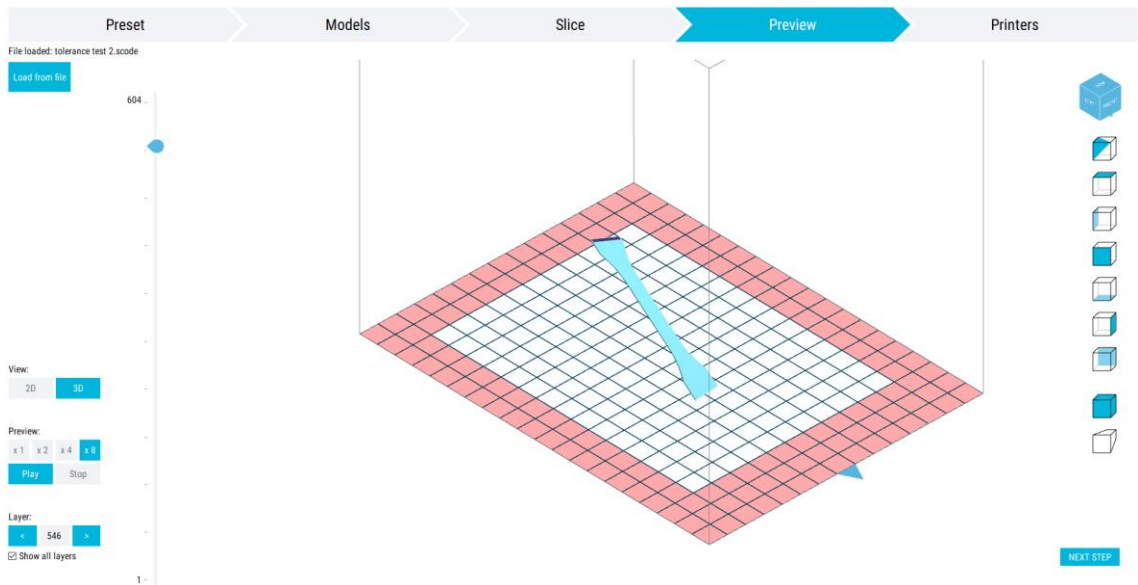 Preset
Models
Slice
Preview
Printers
File loaded: tolerance test 2.scode
Load from file
604
View:
2D
3D
Preview:
x 1
x 2
x 4
x 8
Play
Stop
Layer:
<
546
>
Show all layers
1
NEXT STEP